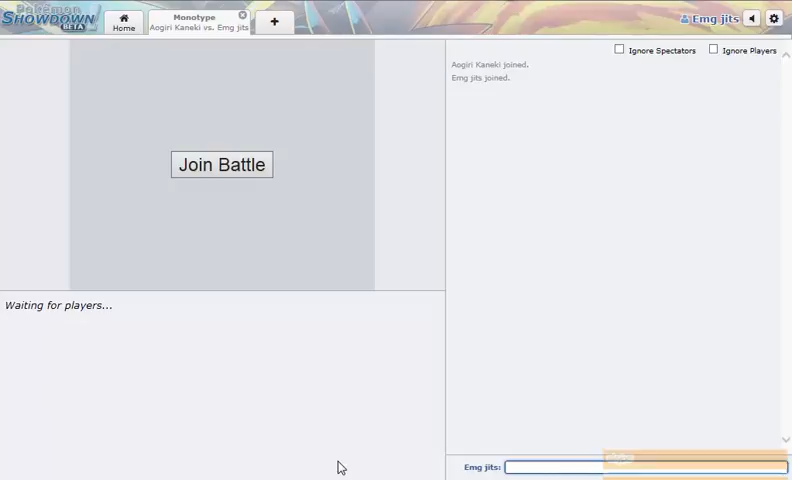 Pokémon
SHOWDOWN
BETA
Home
Monotype
Aogiri Kaneki vs. Emg jits
+
Emg jits
Ignore Spectators
Ignore Players
Aogiri Kaneki joined.
Emg jits joined.
Join Battle
Waiting for players...
Emg jits: